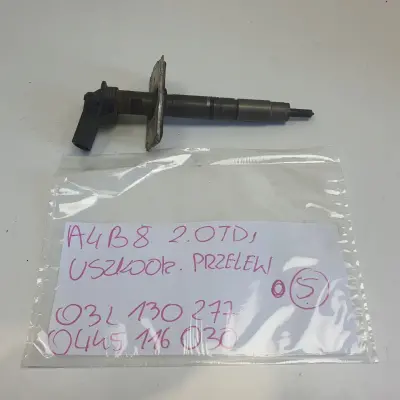 A4B8 2.0TDI
USZKODZ. PRZELEW
S
03L 130 277
0445 116 030